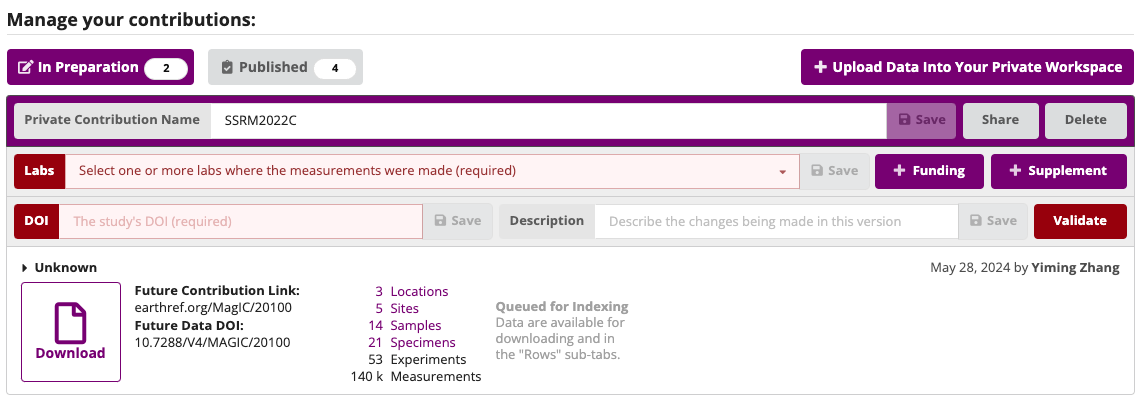 Manage your contributions:
In Preparation 2 Published 4 + Upload Data Into Your Private Workspace
Private Contribution Name SSRM2022C Save Share Delete
Labs Select one or more labs where the measurements were made (required) Save + Funding + Supplement
DOI The study's DOI (required) Save Description Describe the changes being made in this version Save Validate
Unknown May 28, 2024 by Yiming Zhang
Download
Future Contribution Link:
earthref.org/MagIC/20100
Future Data DOI:
10.7288/V4/MAGIC/20100
3 Locations
5 Sites
14 Samples
21 Specimens
53 Experiments
140 k Measurements
Queued for Indexing
Data are available for
downloading and in
the "Rows" sub-tabs.